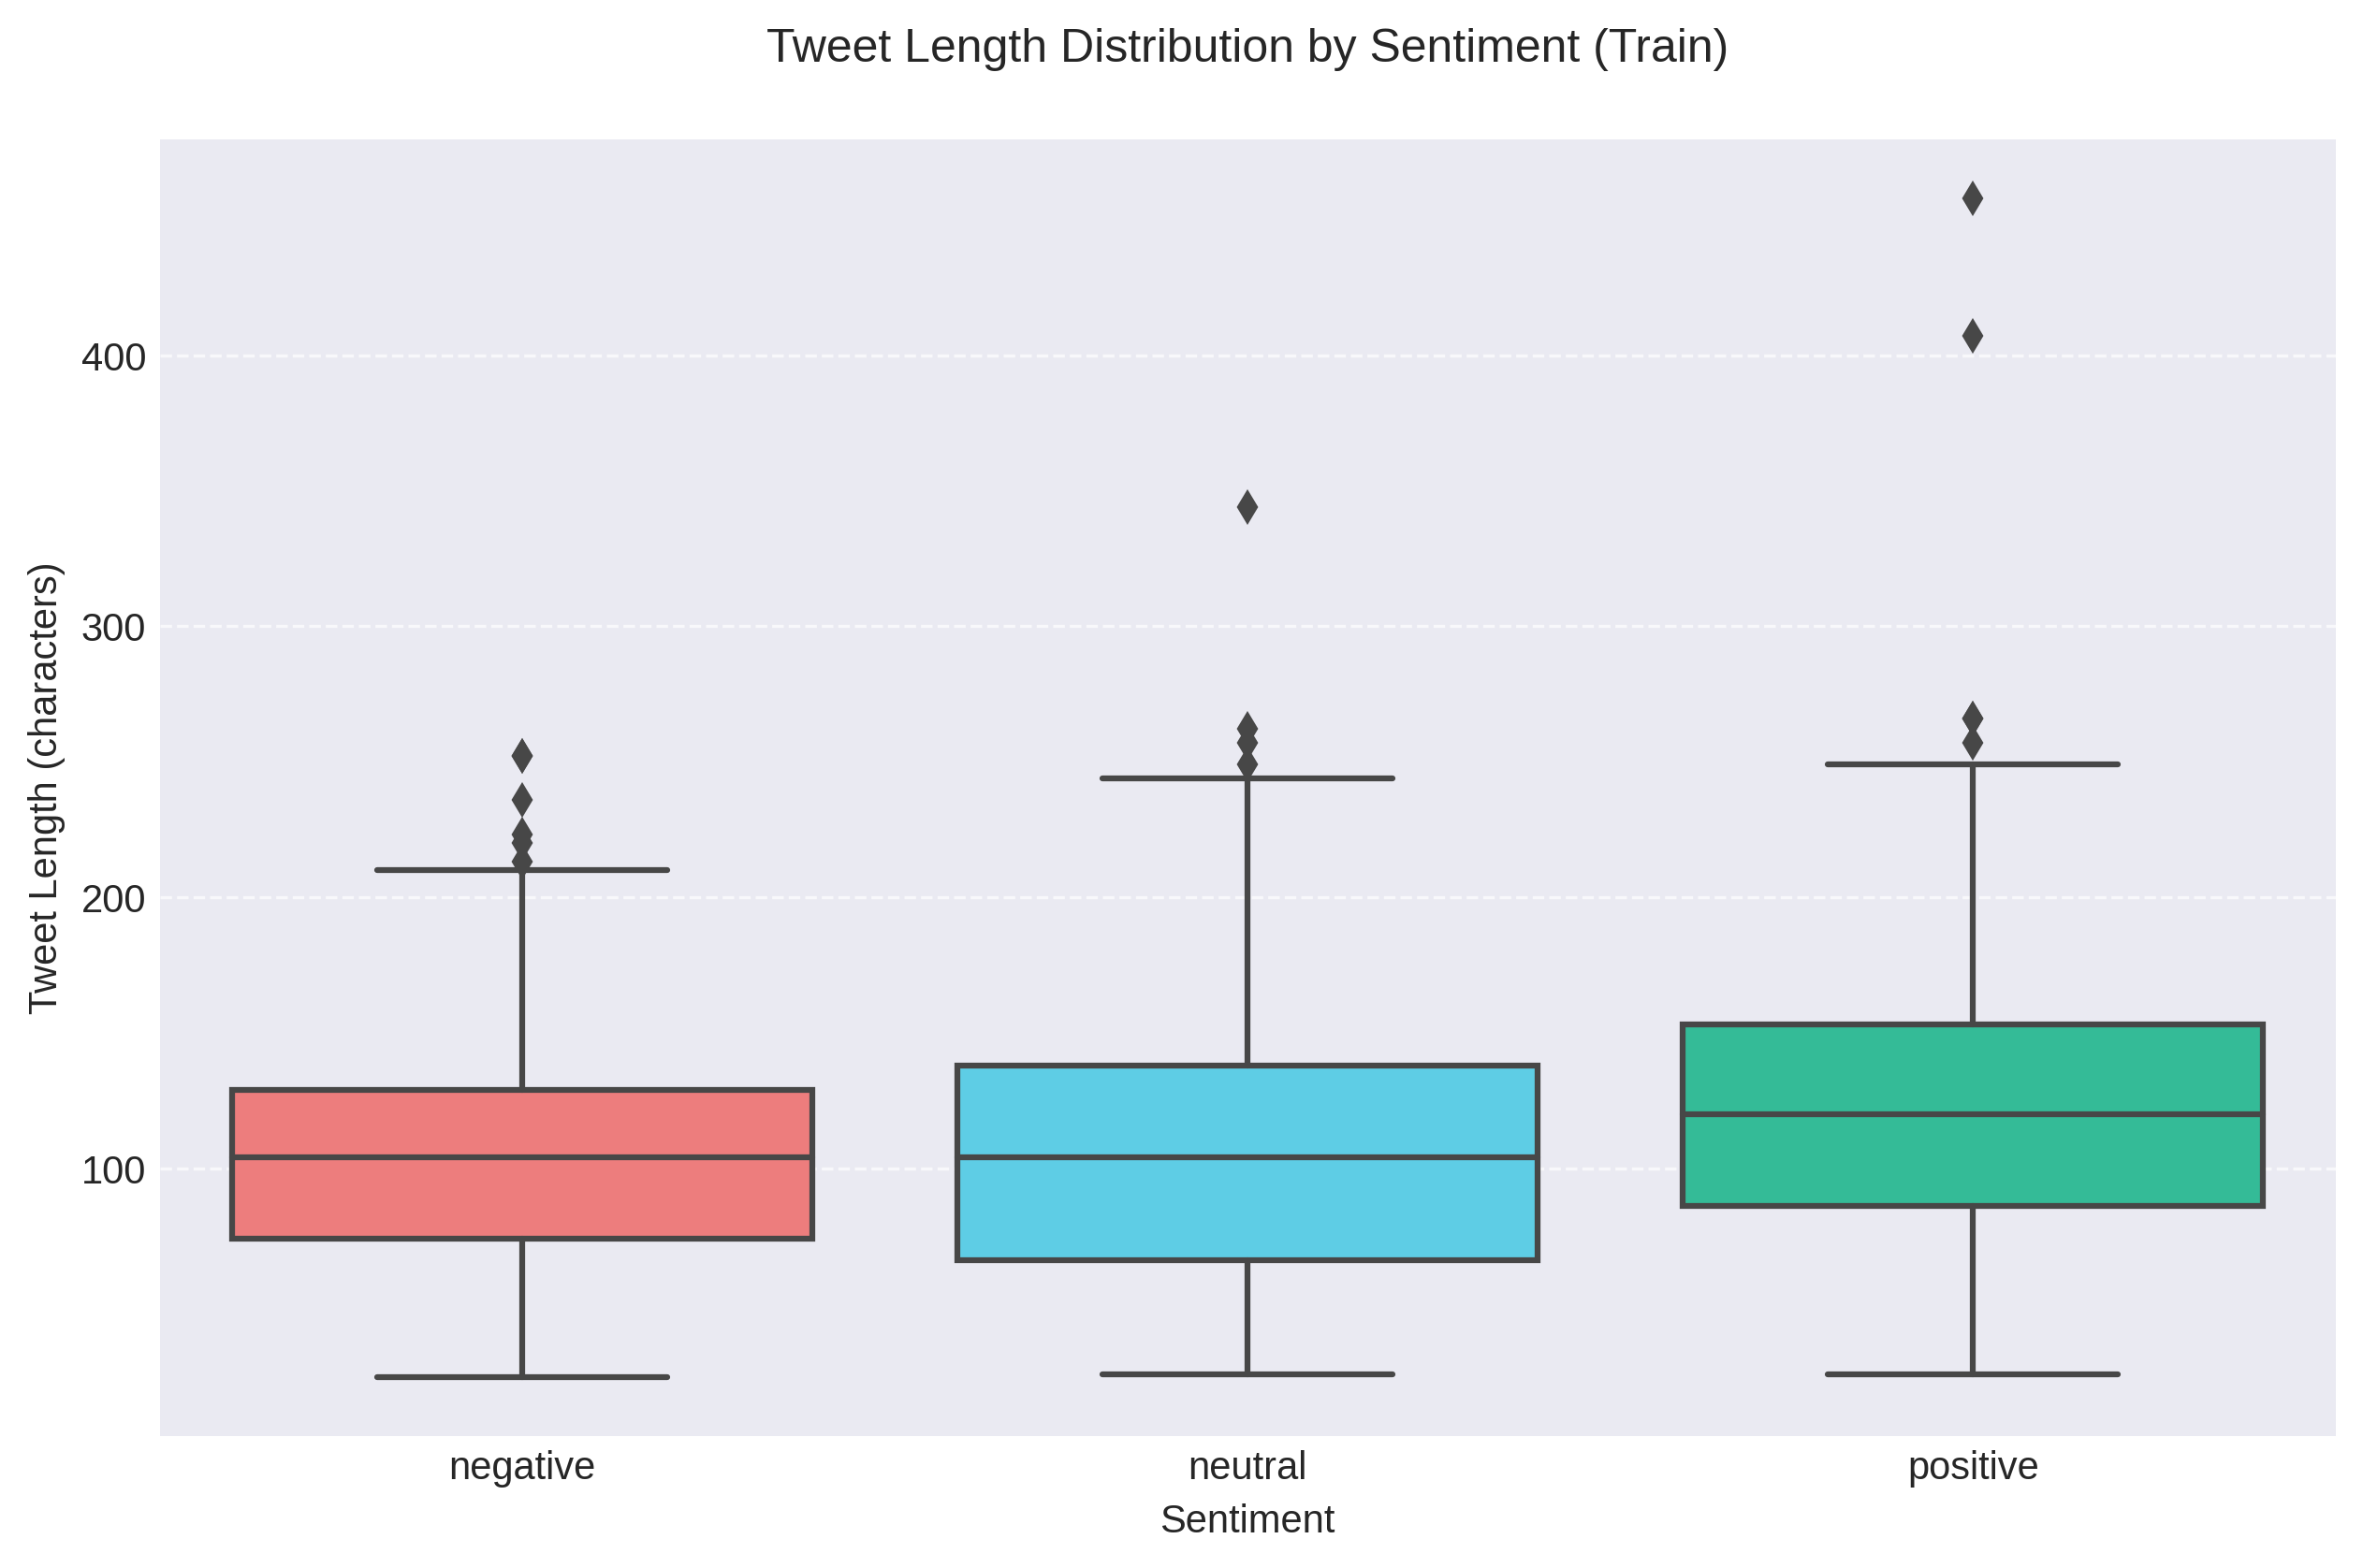 Tweet Length Distribution by Sentiment (Train)
Tweet Length (characters)
400
300
200
100
negative neutral positive
Sentiment